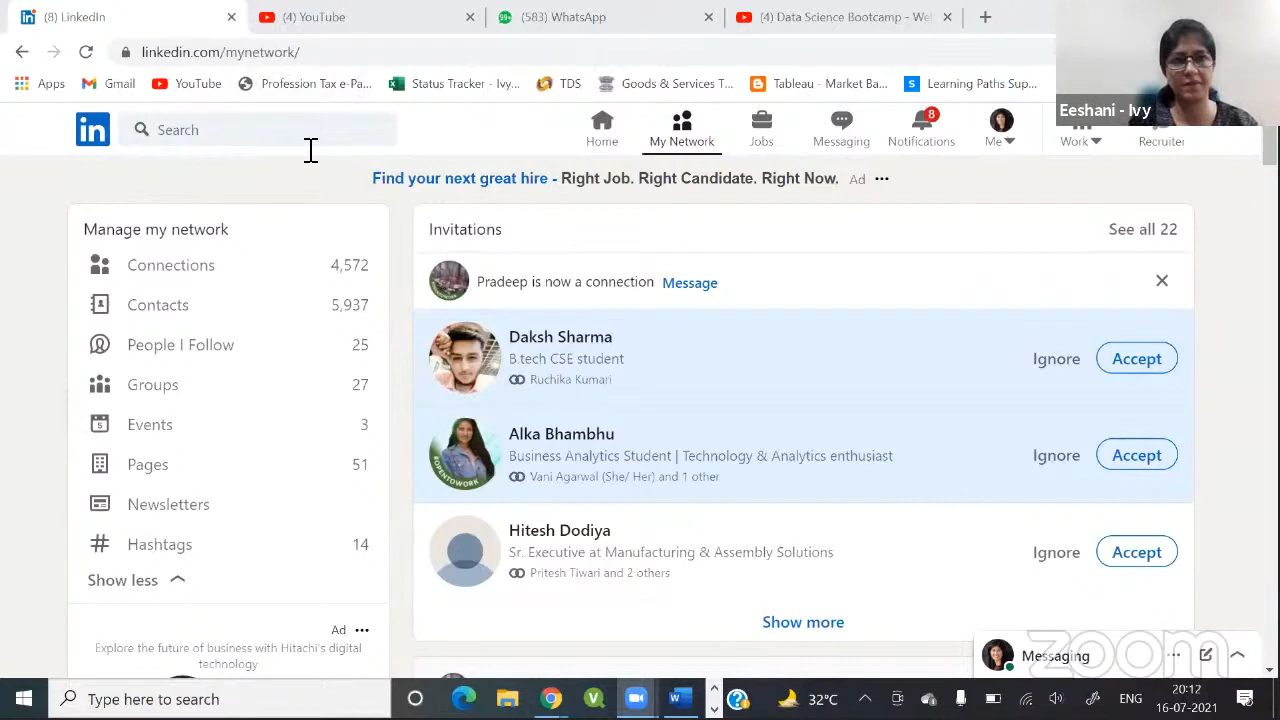 (8) LinkedIn
(4) YouTube
99+
(583) WhatsApp
(4) Data Science Bootcamp - We
linkedin.com/mynetwork/
Apps
Gmail
YouTube
Profession Tax e-Pa...
Status Tracker - Ivy...
TDS
Goods & Services T...
Tableau - Market Ba...
Learning Paths Sup...
Eeshani - Ivy
in
Search
Home
My Network
Jobs
Messaging
8
Notifications
Me
Work
Recruiter
Find your next great hire - Right Job. Right Candidate. Right Now. Ad
Manage my network
Connections 4,572
Contacts 5,937
People I Follow 25
Groups 27
Events 3
Pages 51
Newsletters
Hashtags 14
Show less
Ad
Explore the future of business with Hitachi's digital
technology
Invitations
See all 22
Pradeep is now a connection Message
Daksh Sharma
B.tech CSE student
Ruchika Kumari
Ignore
Accept
Alka Bhambhu
Business Analytics Student | Technology & Analytics enthusiast
Vani Agarwal (She/ Her) and 1 other
#OPENTOWORK
Ignore
Accept
Hitesh Dodiya
Sr. Executive at Manufacturing & Assembly Solutions
Pritesh Tiwari and 2 others
Ignore
Accept
Show more
Messaging
zoom
Type here to search
32°C
ENG
20:12
16-07-2021